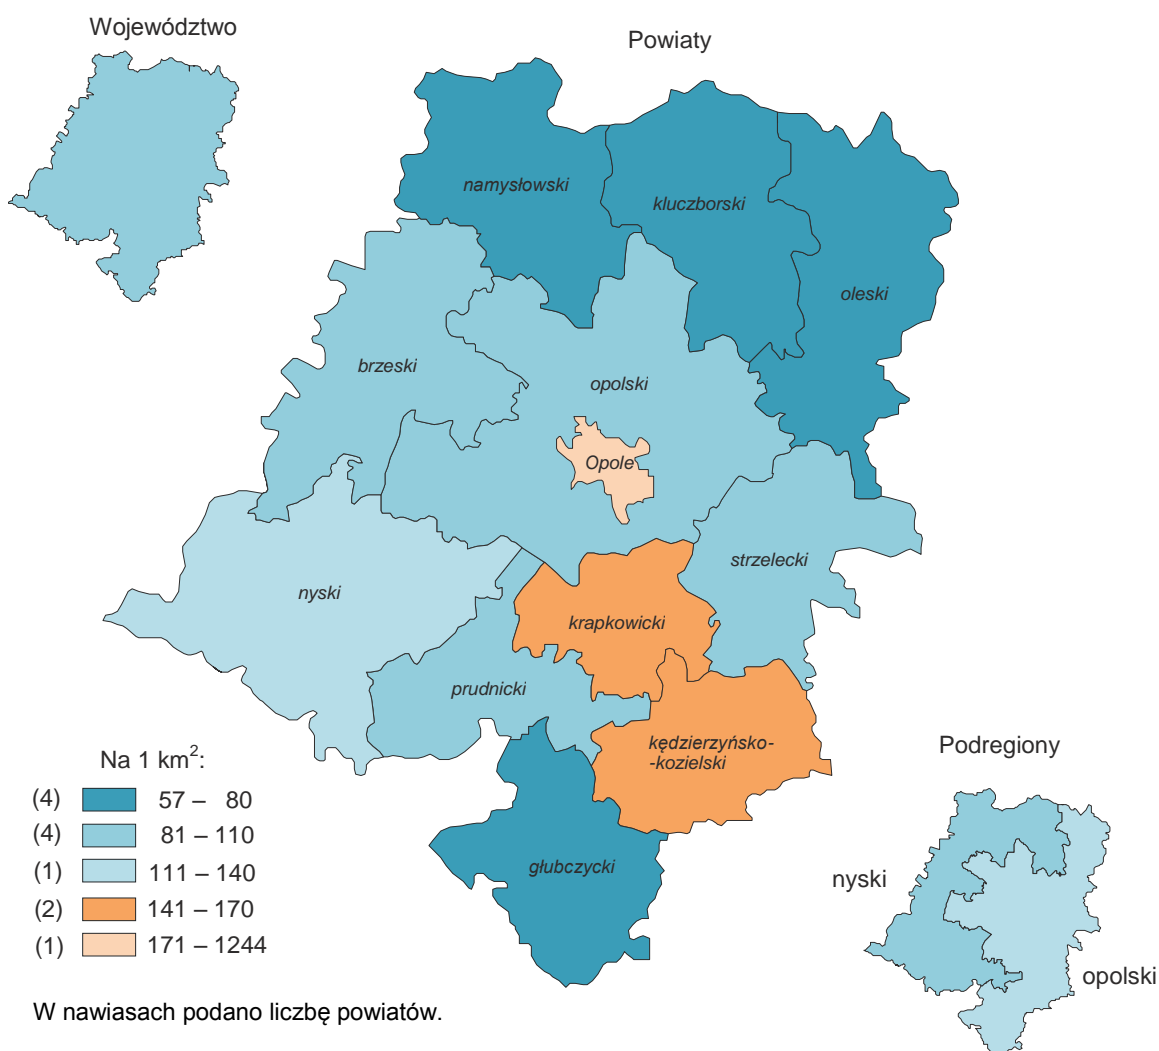 Województwo
Powiaty
namysłowski
kluczborski
oleski
brzeski
opolski
Opole
strzelecki
nyski
krapkowicki
prudnicki
kędzierzyńsko-
-kozielski
głubczycki
Na 1 km²:
(4) 57 – 80
(4) 81 – 110
(1) 111 – 140
(2) 141 – 170
(1) 171 – 1244
W nawiasach podano liczbę powiatów.
Podregiony
nyski
opolski